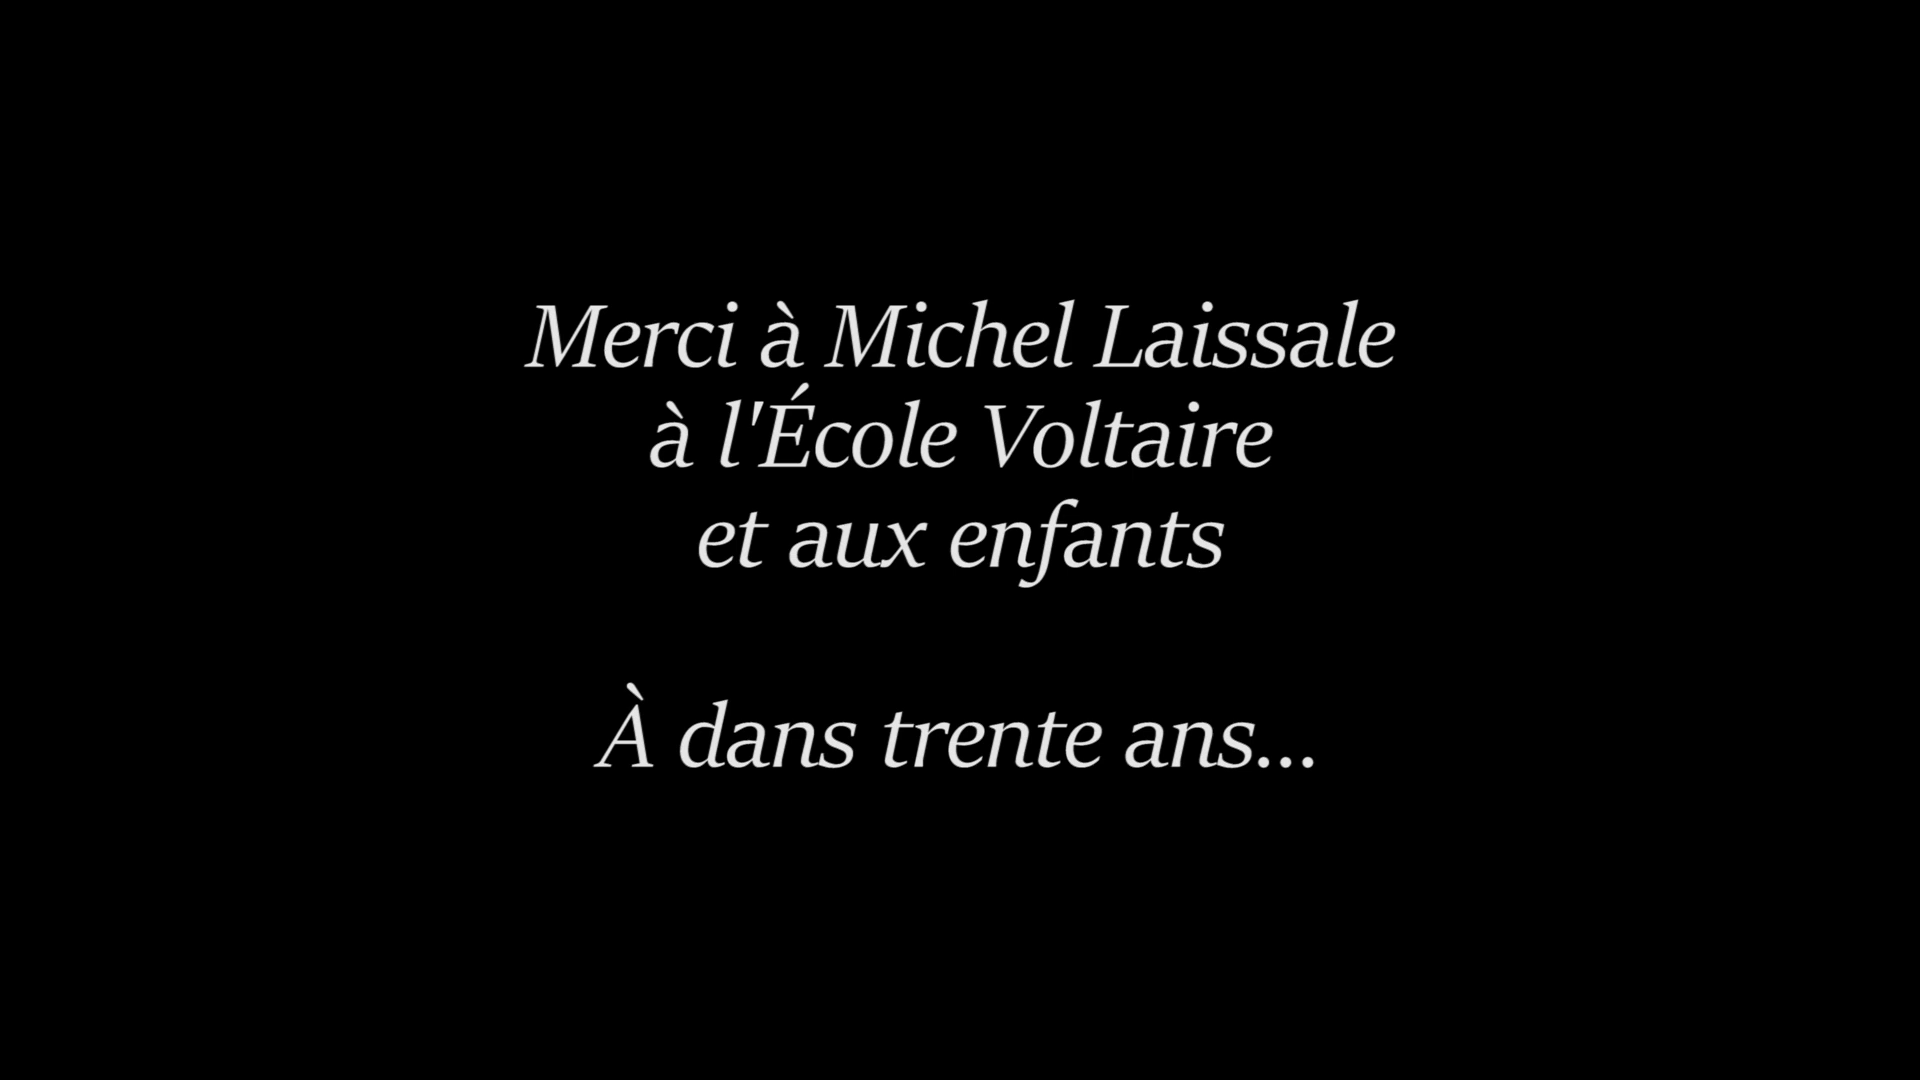 Merci à Michel Laissale
à l'École Voltaire
et aux enfants
À dans trente ans...